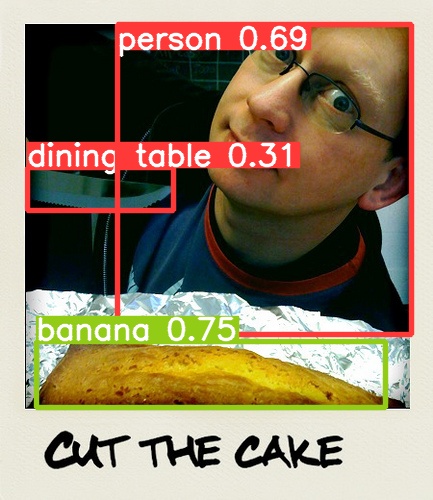 person 0.69
dining table 0.31
banana 0.75
CUT THE CAKE